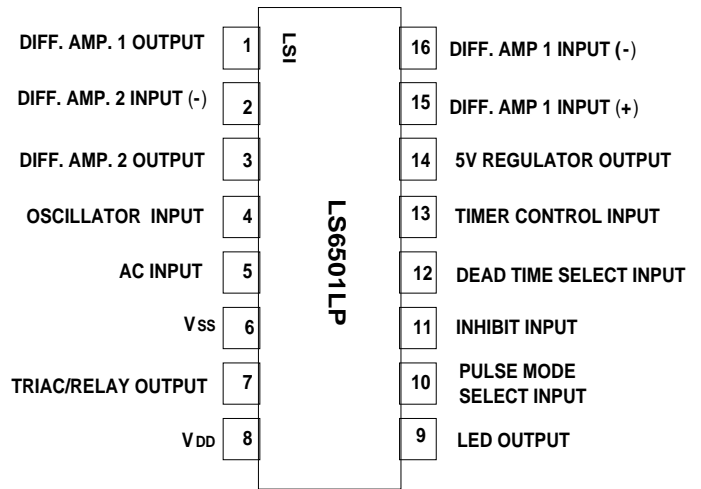 DIFF. AMP. 1 OUTPUT 1
LSI
16 DIFF. AMP 1 INPUT (-)
DIFF. AMP. 2 INPUT (-) 2
15 DIFF. AMP 1 INPUT (+)
DIFF. AMP. 2 OUTPUT 3
14 5V REGULATOR OUTPUT
OSCILLATOR INPUT 4
13 TIMER CONTROL INPUT
LS6501LP
AC INPUT 5
12 DEAD TIME SELECT INPUT
VSS 6
11 INHIBIT INPUT
TRIAC/RELAY OUTPUT 7
10 PULSE MODE
SELECT INPUT
VDD 8
9 LED OUTPUT